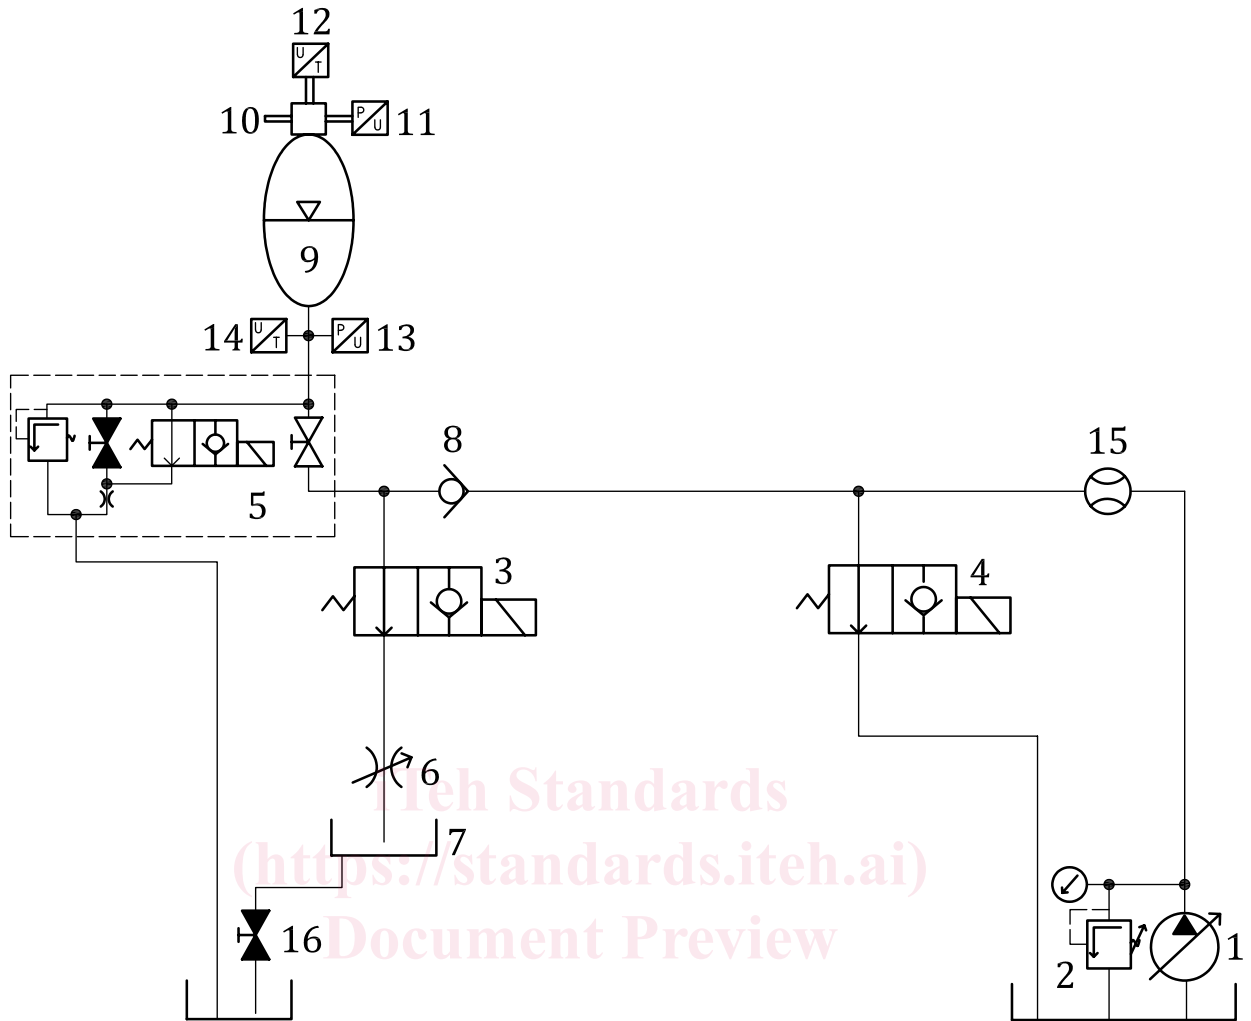 12
U
T
10
P
U
11
9
14
U
T
P
U
13
15
8
5
3
4
6
iTeh Standards
7
(https://standards.iteh.ai)
16
Document Preview
2
1